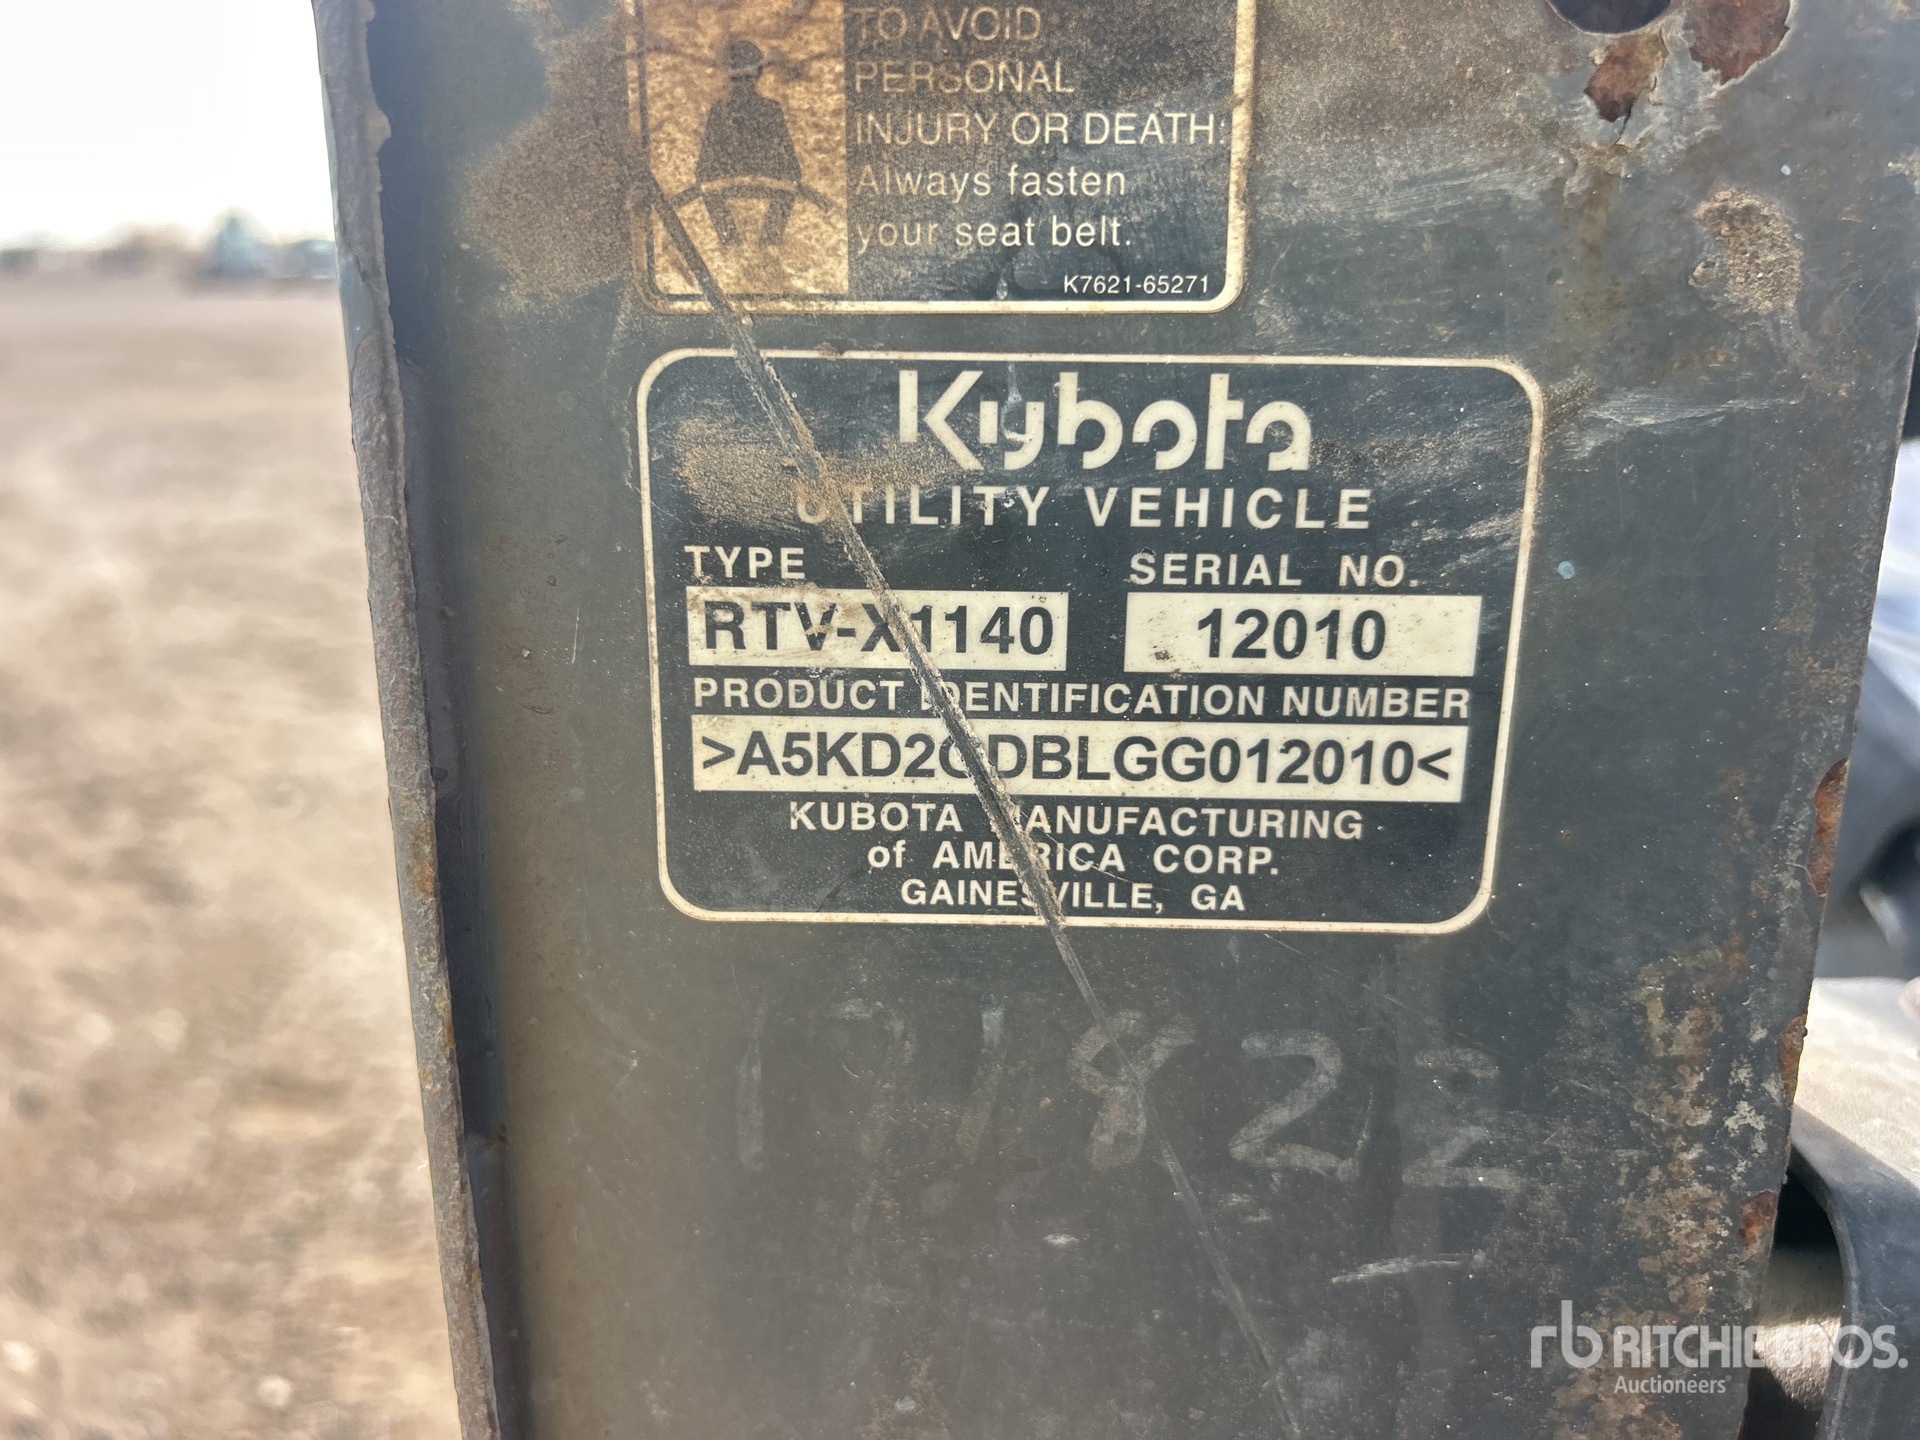 TO AVOID
PERSONAL
INJURY OR DEATH:
Always fasten
your seat belt.
K7621-65271
Kubota
UTILITY VEHICLE
TYPE SERIAL NO.
RTV-X1140 12010
PRODUCT IDENTIFICATION NUMBER
>A5KD2GDBLGG012010<
KUBOTA MANUFACTURING
of AMERICA CORP.
GAINESVILLE, GA
rb RITCHIE BROS.
Auctioneers